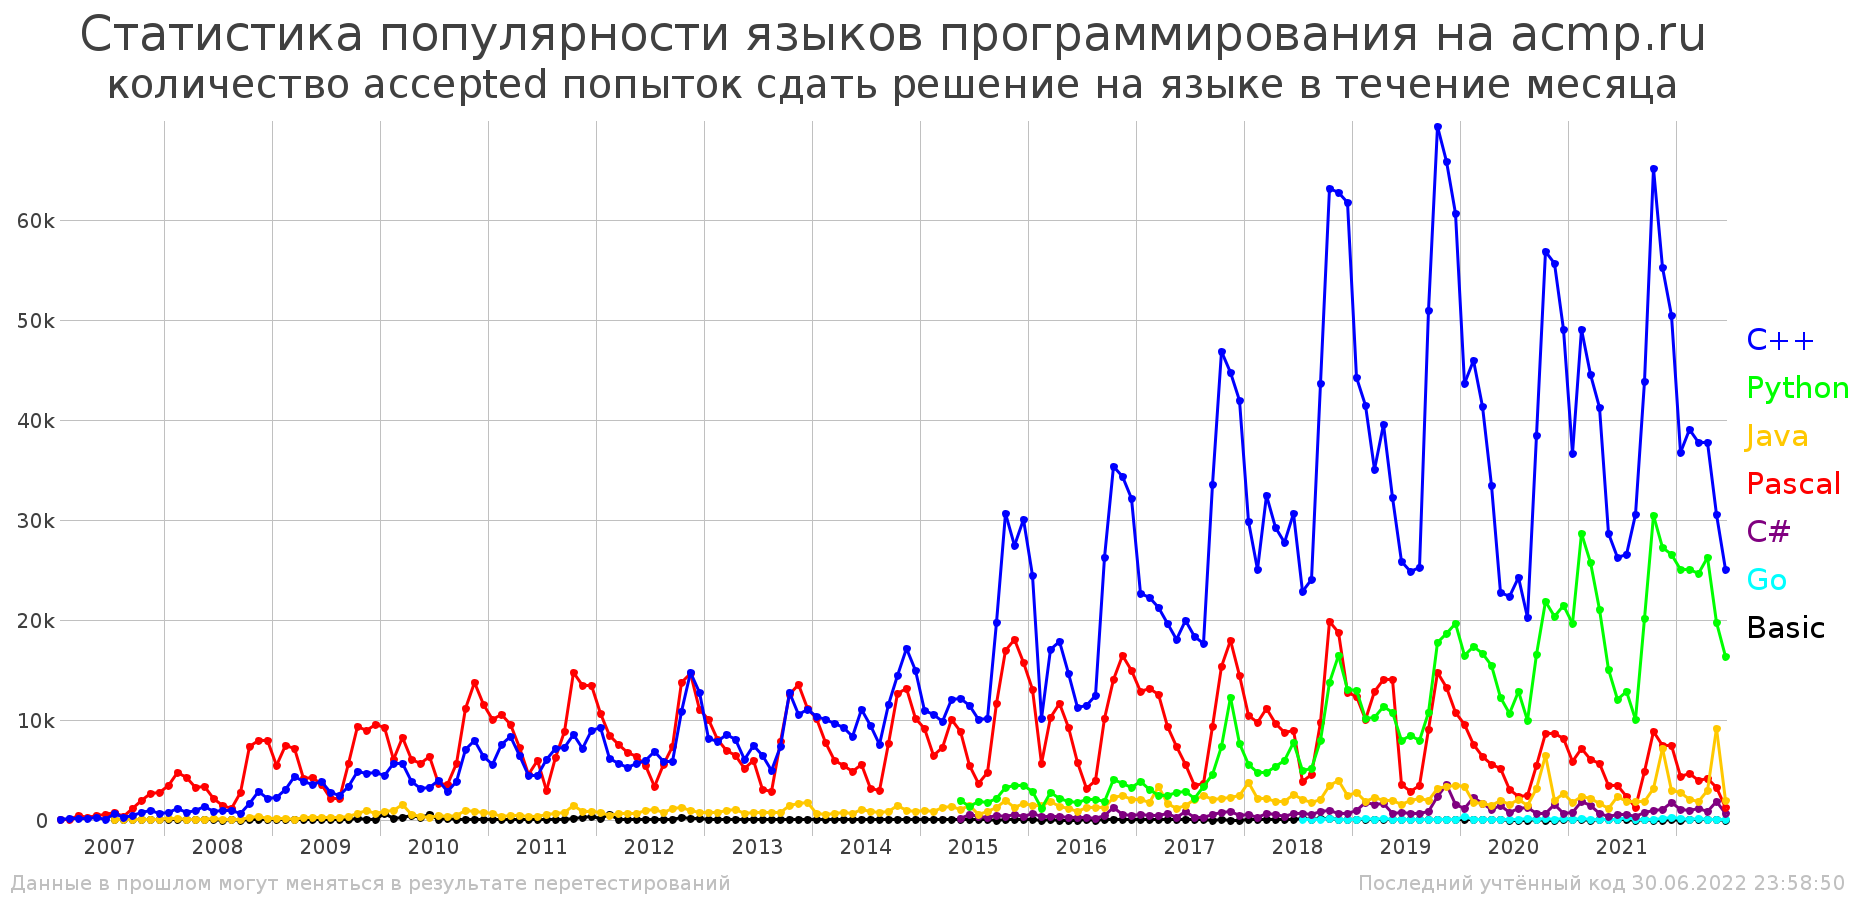 Статистика популярности языков программирования на acmp.ru
количество accepted попыток сдать решение на языке в течение месяца
60k
50k
40k
30k
20k
10k
0
C++
Python
Java
Pascal
C#
Go
Basic
2007 2008 2009 2010 2011 2012 2013 2014 2015 2016 2017 2018 2019 2020 2021
Данные в прошлом могут меняться в результате перетестирований
Последний учтённый код 30.06.2022 23:58:50